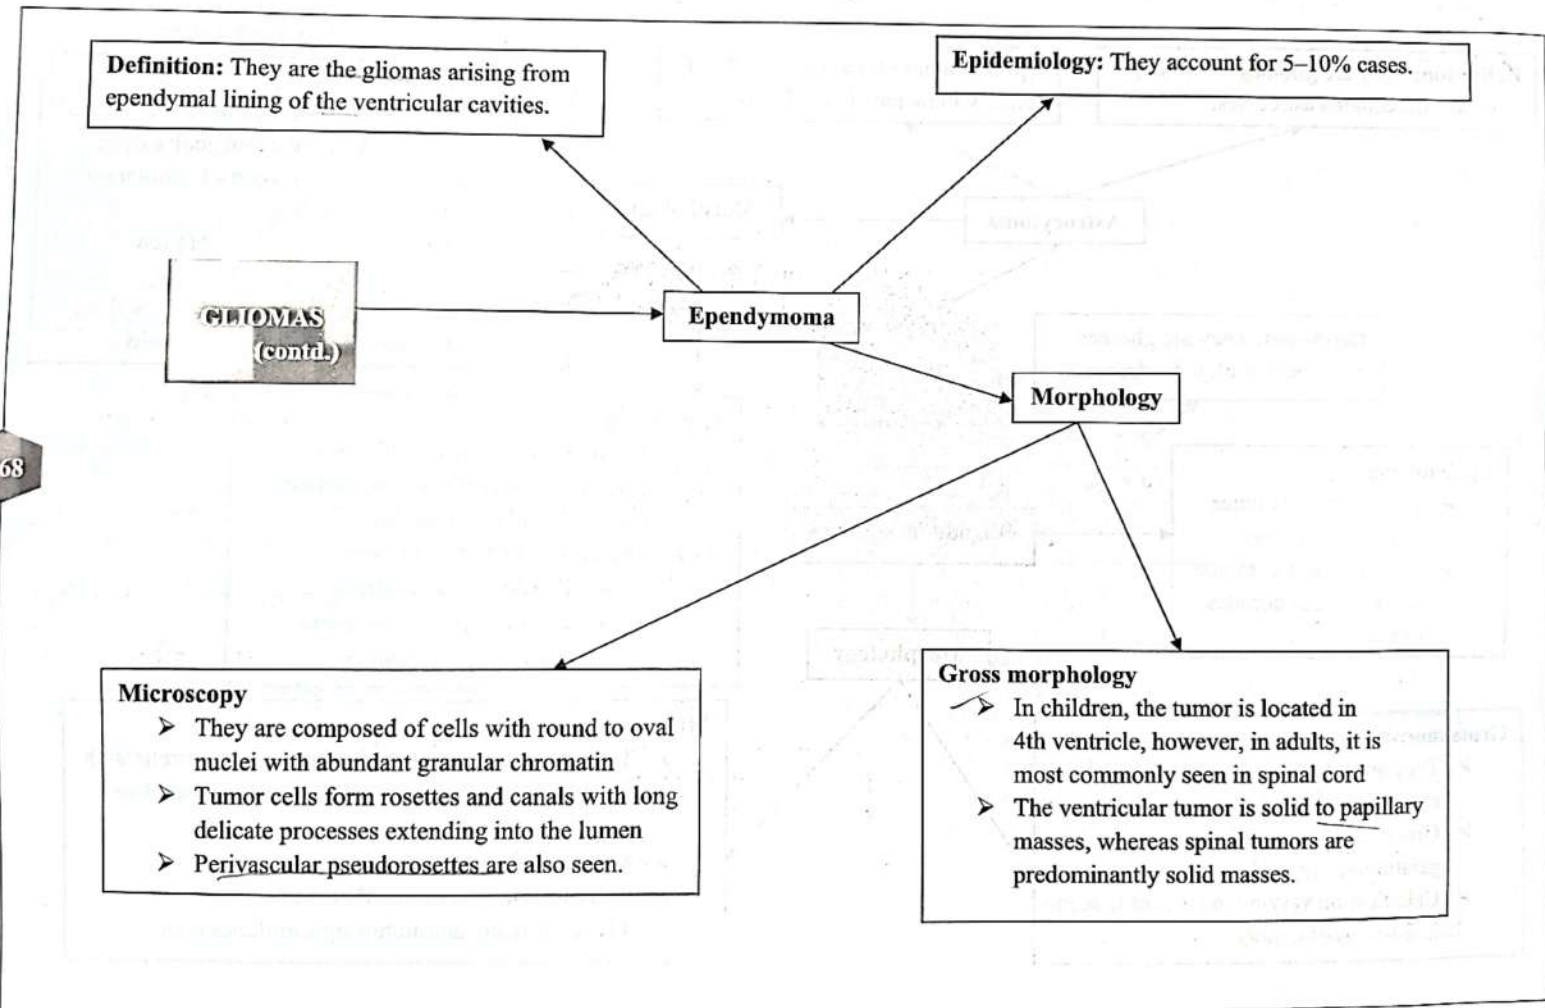 Definition: They are the gliomas arising from
ependymal lining of the ventricular cavities.
Epidemiology: They account for 5–10% cases.
GLIOMAS
(contd.)
Ependymoma
Morphology
68
Microscopy
➢ They are composed of cells with round to oval
nuclei with abundant granular chromatin
➢ Tumor cells form rosettes and canals with long
delicate processes extending into the lumen
➢ Perivascular pseudorosettes are also seen.
Gross morphology
➢ In children, the tumor is located in
4th ventricle, however, in adults, it is
most commonly seen in spinal cord
➢ The ventricular tumor is solid to papillary
masses, whereas spinal tumors are
predominantly solid masses.